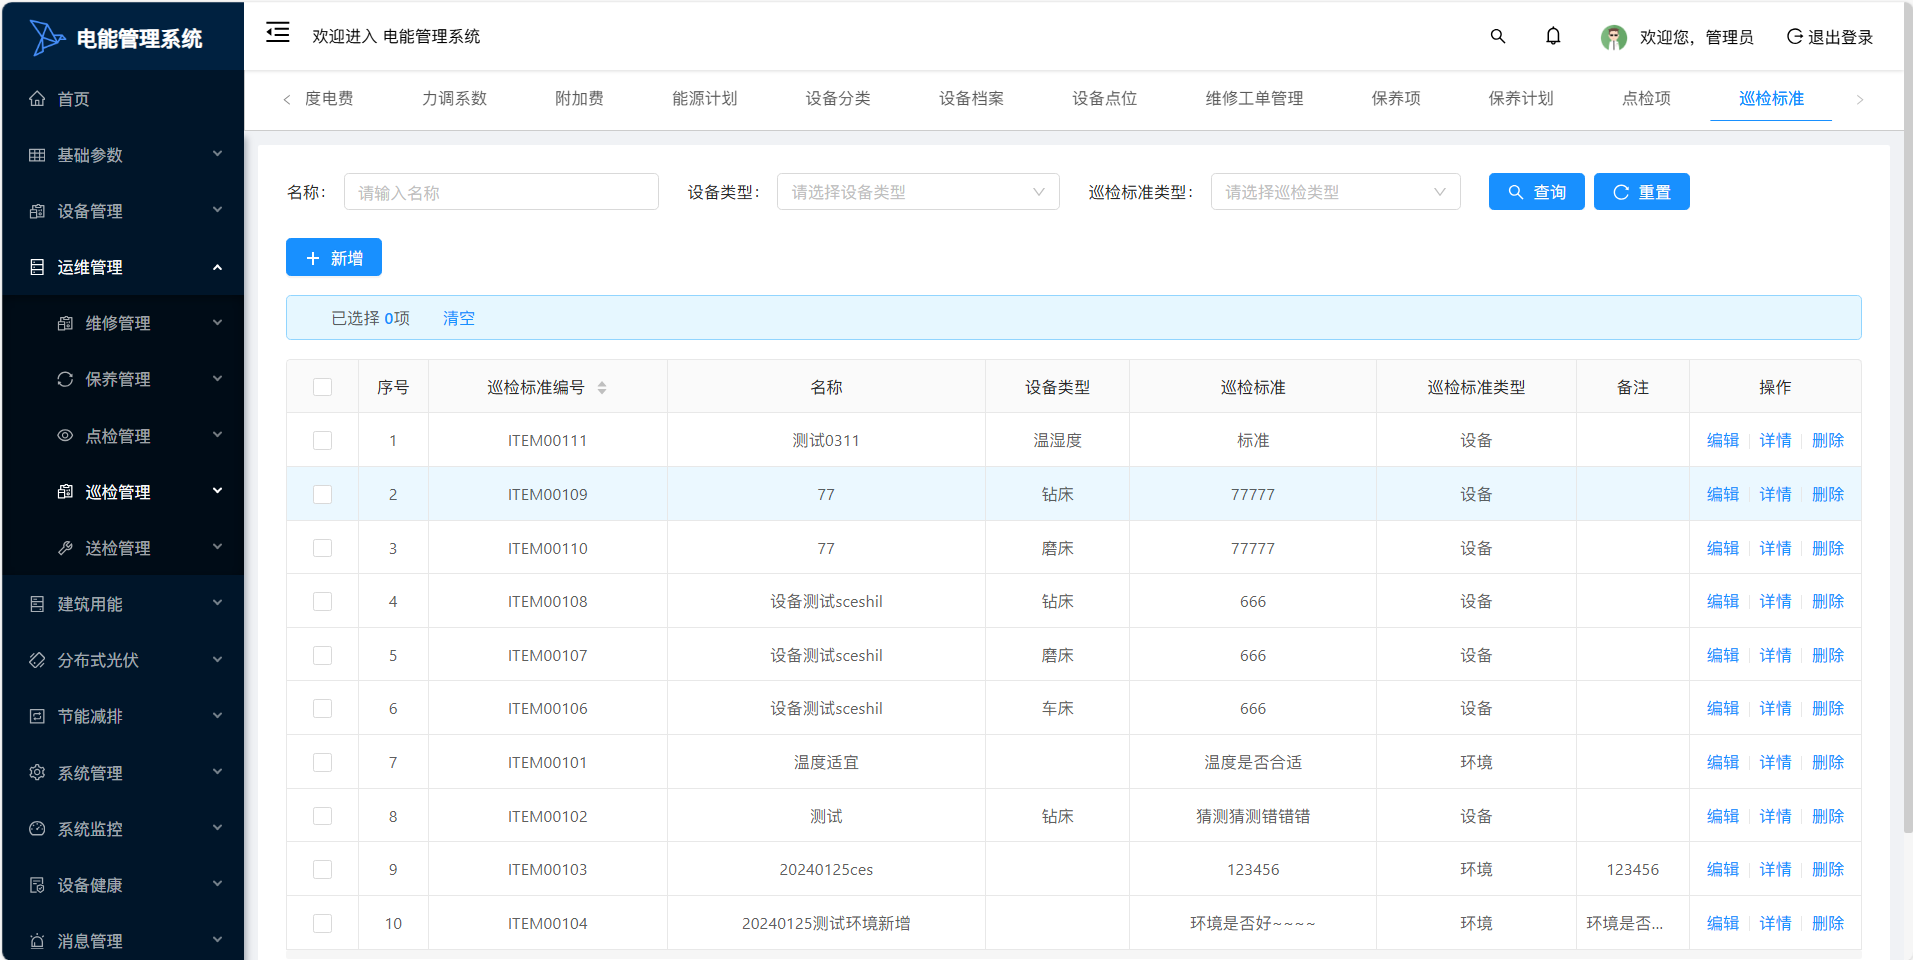 电能管理系统
欢迎进入 电能管理系统
欢迎您，管理员
退出登录
首页
基础参数
设备管理
运维管理
维修管理
保养管理
点检管理
巡检管理
送检管理
建筑用能
分布式光伏
节能减排
系统管理
系统监控
设备健康
消息管理
度电费 力调系数 附加费 能源计划 设备分类 设备档案 设备点位 维修工单管理 保养项 保养计划 点检项 巡检标准
名称： 请输入名称 设备类型： 请选择设备类型 巡检标准类型： 请选择巡检类型 查询 重置
新增
已选择 0项 清空
序号 巡检标准编号 名称 设备类型 巡检标准 巡检标准类型 备注 操作
1 ITEM00111 测试0311 温湿度 标准 设备 编辑 详情 删除
2 ITEM00109 77 钻床 77777 设备 编辑 详情 删除
3 ITEM00110 77 磨床 77777 设备 编辑 详情 删除
4 ITEM00108 设备测试sceshil 钻床 666 设备 编辑 详情 删除
5 ITEM00107 设备测试sceshil 磨床 666 设备 编辑 详情 删除
6 ITEM00106 设备测试sceshil 车床 666 设备 编辑 详情 删除
7 ITEM00101 温度适宜 温度是否合适 环境 编辑 详情 删除
8 ITEM00102 测试 钻床 猜测猜测错错错 设备 编辑 详情 删除
9 ITEM00103 20240125ces 123456 环境 123456 编辑 详情 删除
10 ITEM00104 20240125测试环境新增 环境是否好~~~~ 环境 环境是否... 编辑 详情 删除